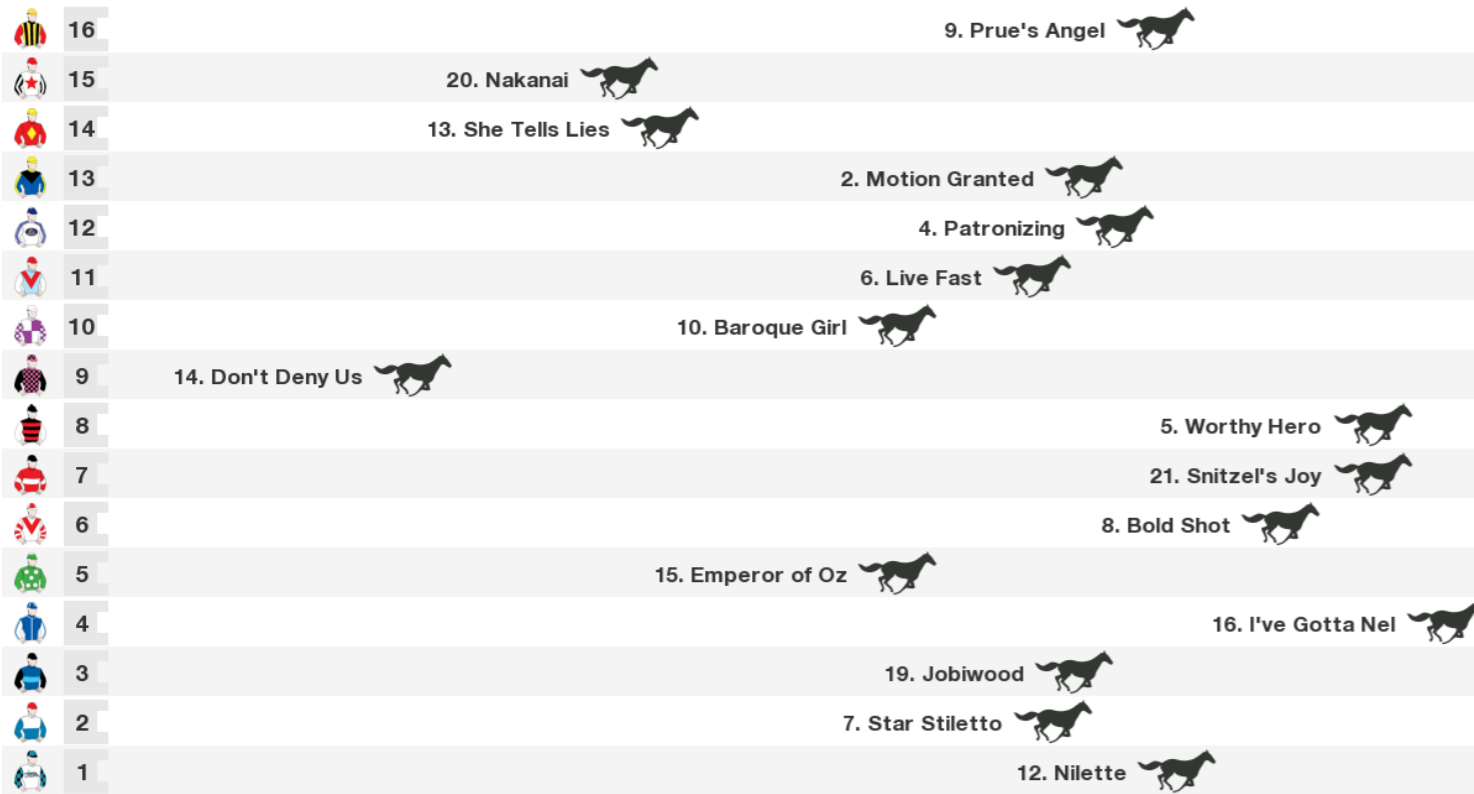 16 9. Prue's Angel
15 20. Nakanai
14 13. She Tells Lies
13 2. Motion Granted
12 4. Patronizing
11 6. Live Fast
10 10. Baroque Girl
9 14. Don't Deny Us
8 5. Worthy Hero
7 21. Snitzel's Joy
6 8. Bold Shot
5 15. Emperor of Oz
4 16. I've Gotta Nel
3 19. Jobiwood
2 7. Star Stiletto
1 12. Nilette